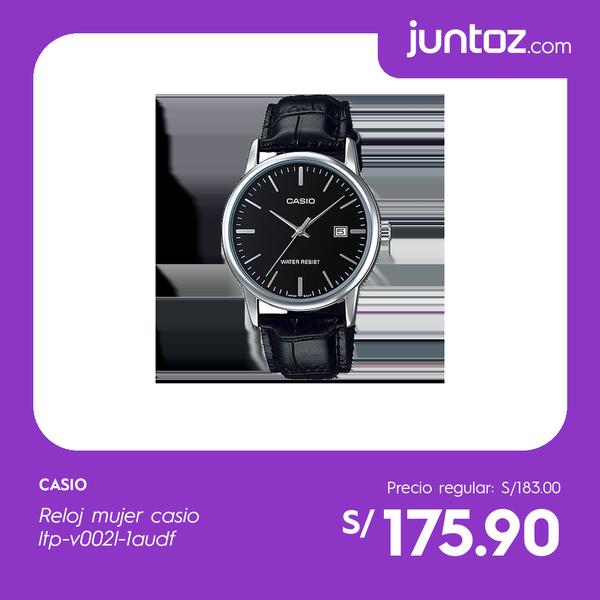 juntoz.com
CASIO
WATER RESIST
CASIO
Reloj mujer casio
ltp-v002l-1audf
Precio regular: S/183.00
S/175.90